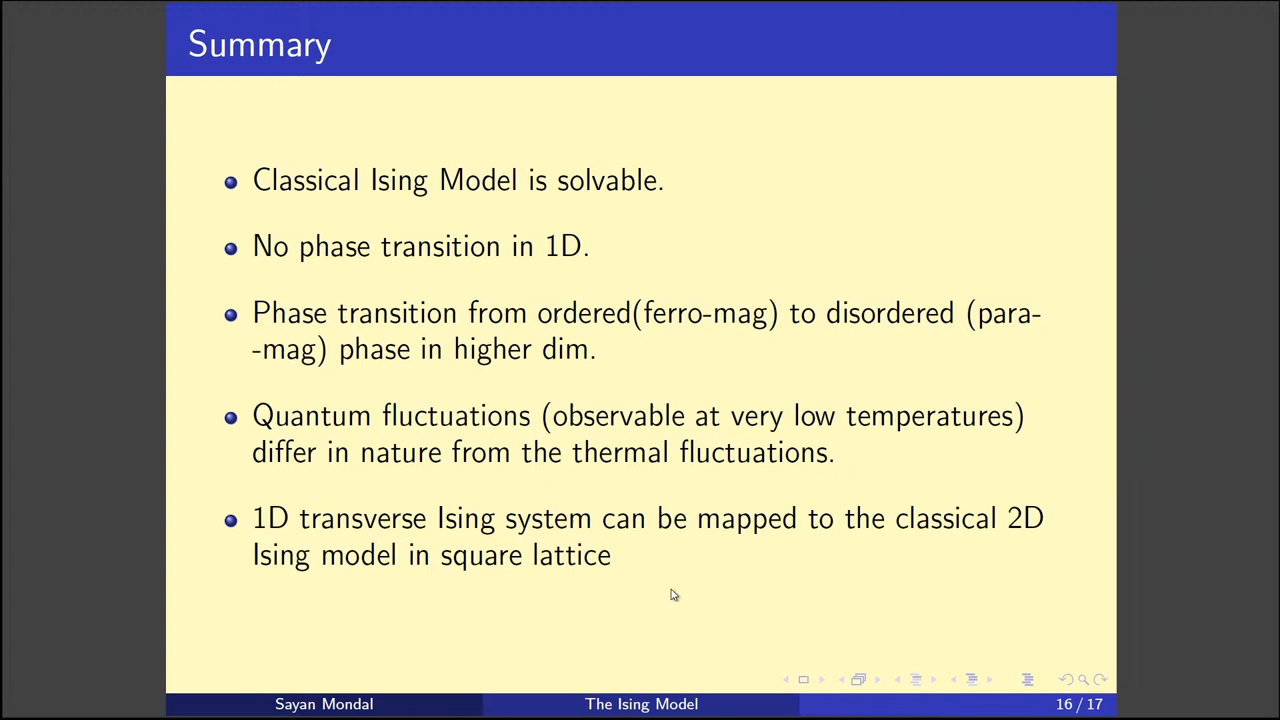 Summary
Classical Ising Model is solvable.
No phase transition in 1D.
Phase transition from ordered(ferro-mag) to disordered (para-
-mag) phase in higher dim.
Quantum fluctuations (observable at very low temperatures)
differ in nature from the thermal fluctuations.
1D transverse Ising system can be mapped to the classical 2D
Ising model in square lattice
Sayan Mondal
The Ising Model
16 / 17